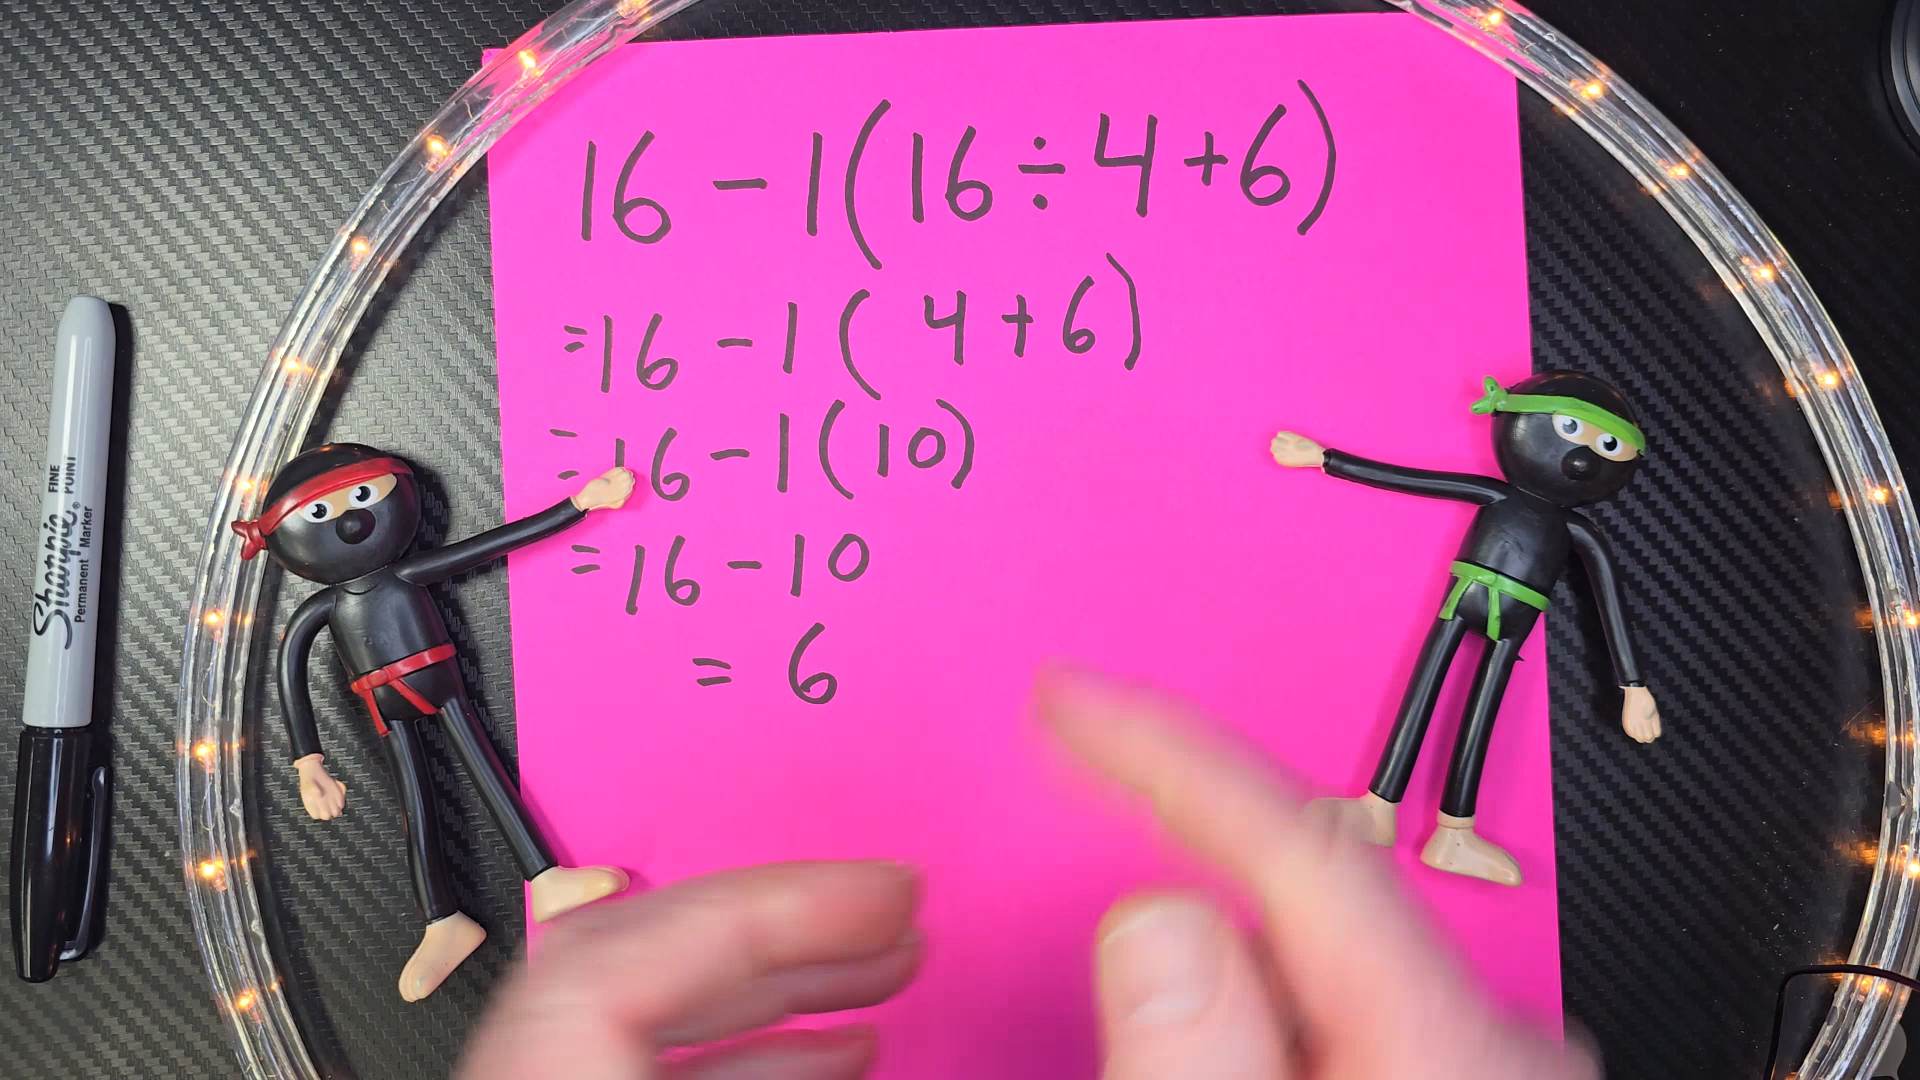 16 - 1(16 ÷ 4 + 6)
= 16 - 1( 4 + 6)
= 16 - 1(10)
= 16 - 10
= 6
Sharpie®
FINE POINT
Permanent Marker